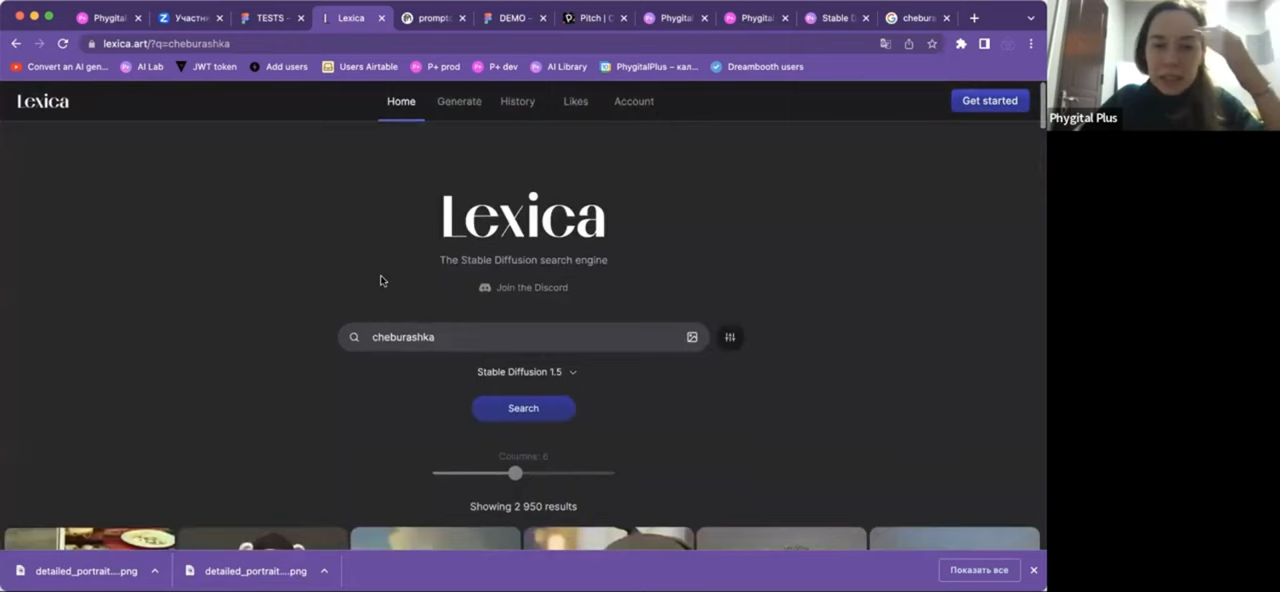 Phygital
Участни
TESTS -
Lexica
prompt:
DEMO -
Pitch | C
Phygital
Phygital
Stable D
chebura
lexica.art/?q=cheburashka
Convert an AI gen...
AI Lab
JWT token
Add users
Users Airtable
P+ prod
P+ dev
AI Library
PhygitalPlus – кал...
Dreambooth users
Lexica
Home
Generate
History
Likes
Account
Get started
Phygital Plus
Lexica
The Stable Diffusion search engine
Join the Discord
cheburashka
Stable Diffusion 1.5
Search
Columns: 6
Showing 2 950 results
detailed_portrait....png
detailed_portrait....png
Показать все